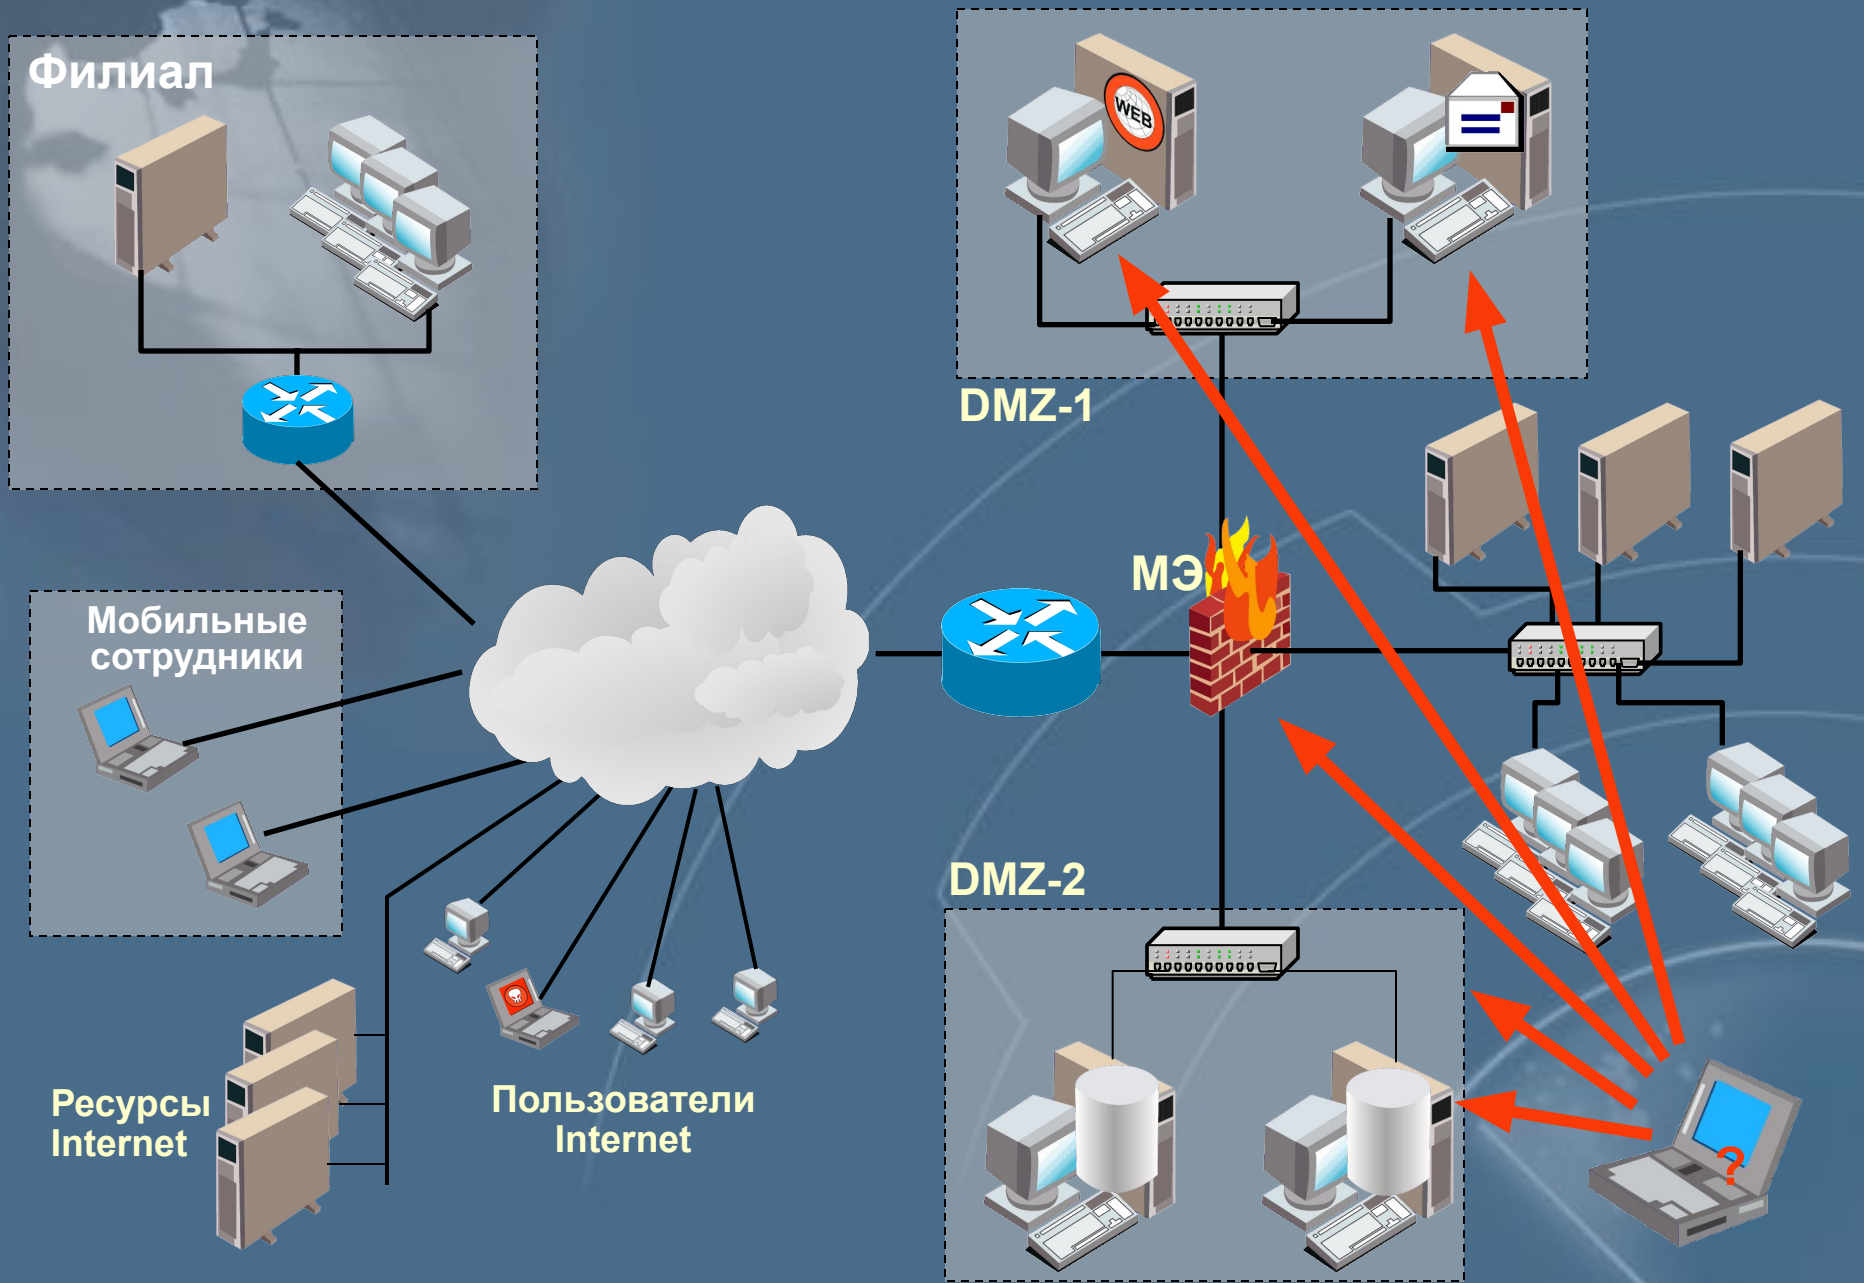 Филиал
WEB
DMZ-1
МЭ
Мобильные
сотрудники
DMZ-2
Ресурсы
Internet
Пользователи
Internet
?